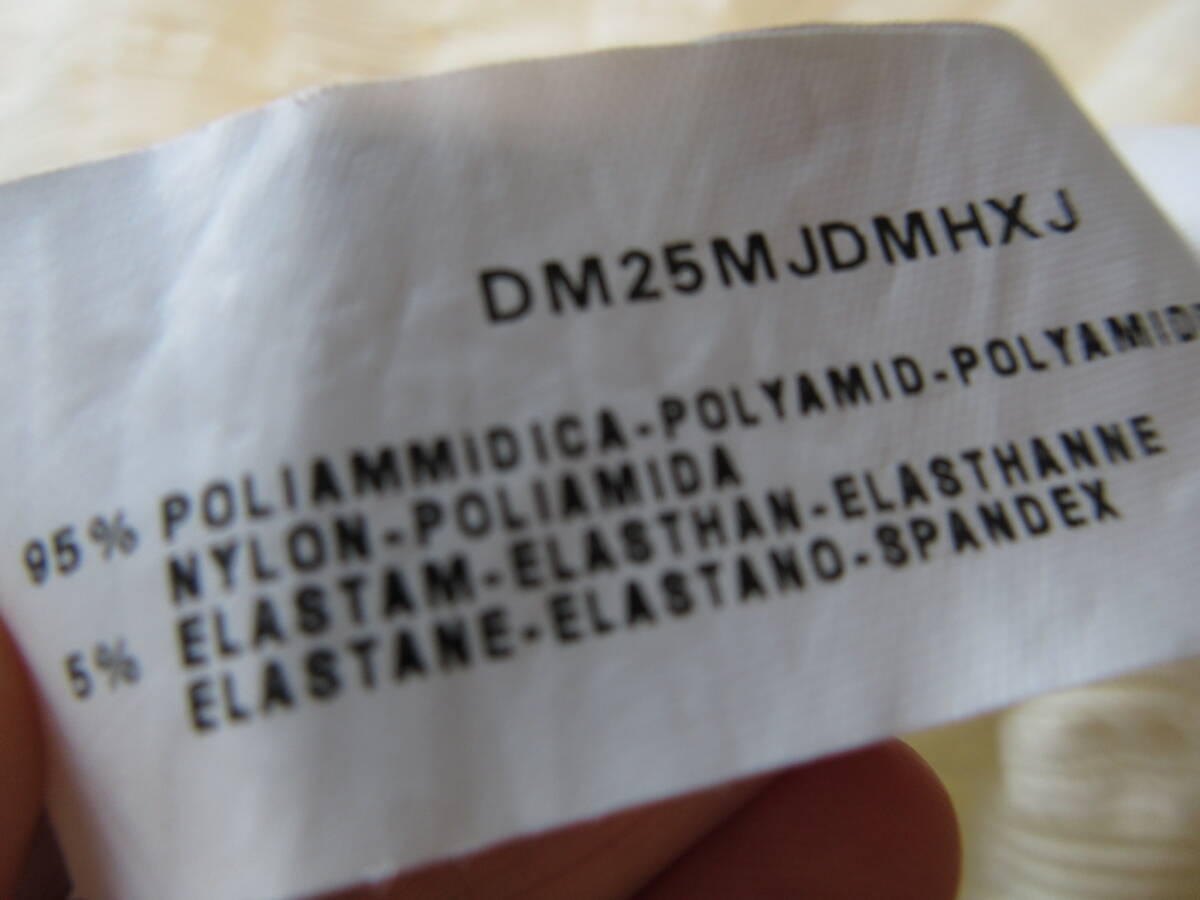 DM25MJDMHXJ
95% POLIAMMIDICA-POLYAMID-POLYAMIDE
NYLON-POLIAMIDA
5% ELASTAM-ELASTHAN-ELASTHANNE
ELASTANE-ELASTANO-SPANDEX